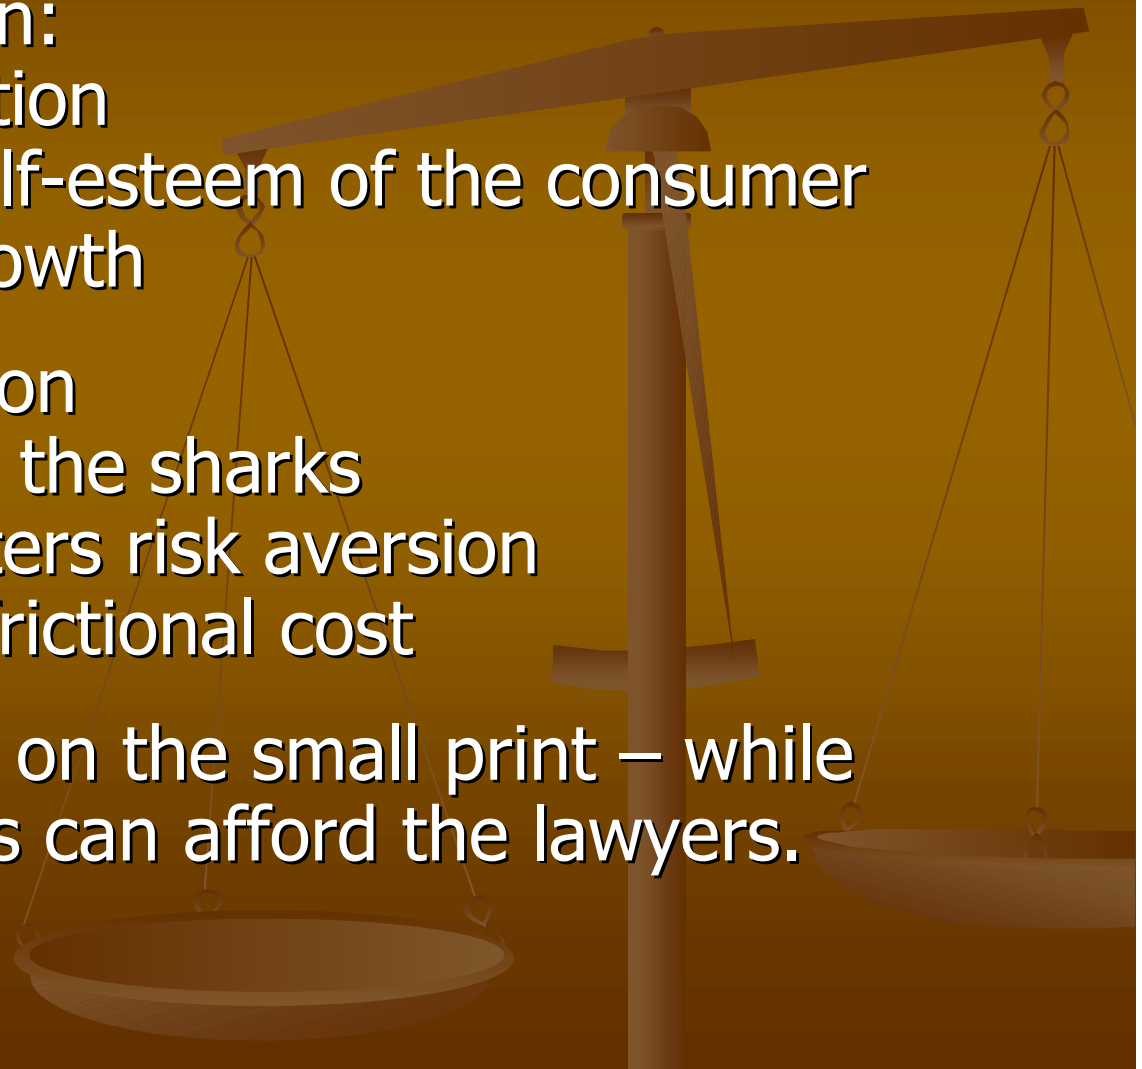 n:
tion
lf-esteem of the consumer
owth
on
the sharks
ters risk aversion
rictional cost
on the small print – while
s can afford the lawyers.